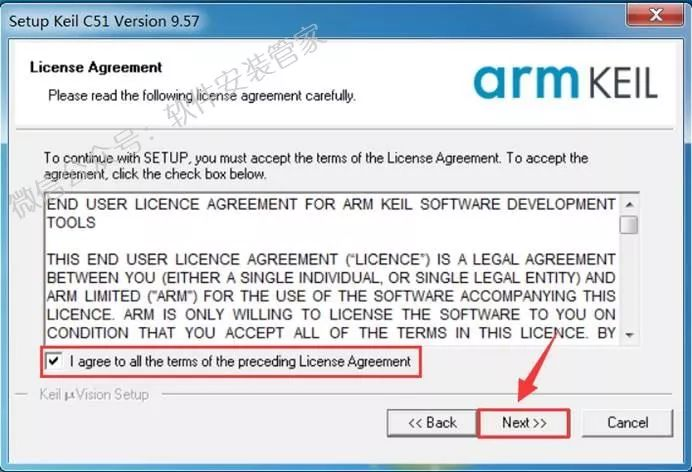 Setup Keil C51 Version 9.57
License Agreement
Please read the following license agreement carefully.
arm KEIL
微信公众号：软件安装管家
To continue with SETUP, you must accept the terms of the License Agreement. To accept the
agreement, click the check box below.
END USER LICENCE AGREEMENT FOR ARM KEIL SOFTWARE DEVELOPMENT
TOOLS
THIS END USER LICENCE AGREEMENT ("LICENCE") IS A LEGAL AGREEMENT
BETWEEN YOU (EITHER A SINGLE INDIVIDUAL, OR SINGLE LEGAL ENTITY) AND
ARM LIMITED ("ARM") FOR THE USE OF THE SOFTWARE ACCOMPANYING THIS
LICENCE. ARM IS ONLY WILLING TO LICENSE THE SOFTWARE TO YOU ON
CONDITION THAT YOU ACCEPT ALL OF THE TERMS IN THIS LICENCE. BY
I agree to all the terms of the preceding License Agreement
Keil µVision Setup
<< Back
Next >>
Cancel